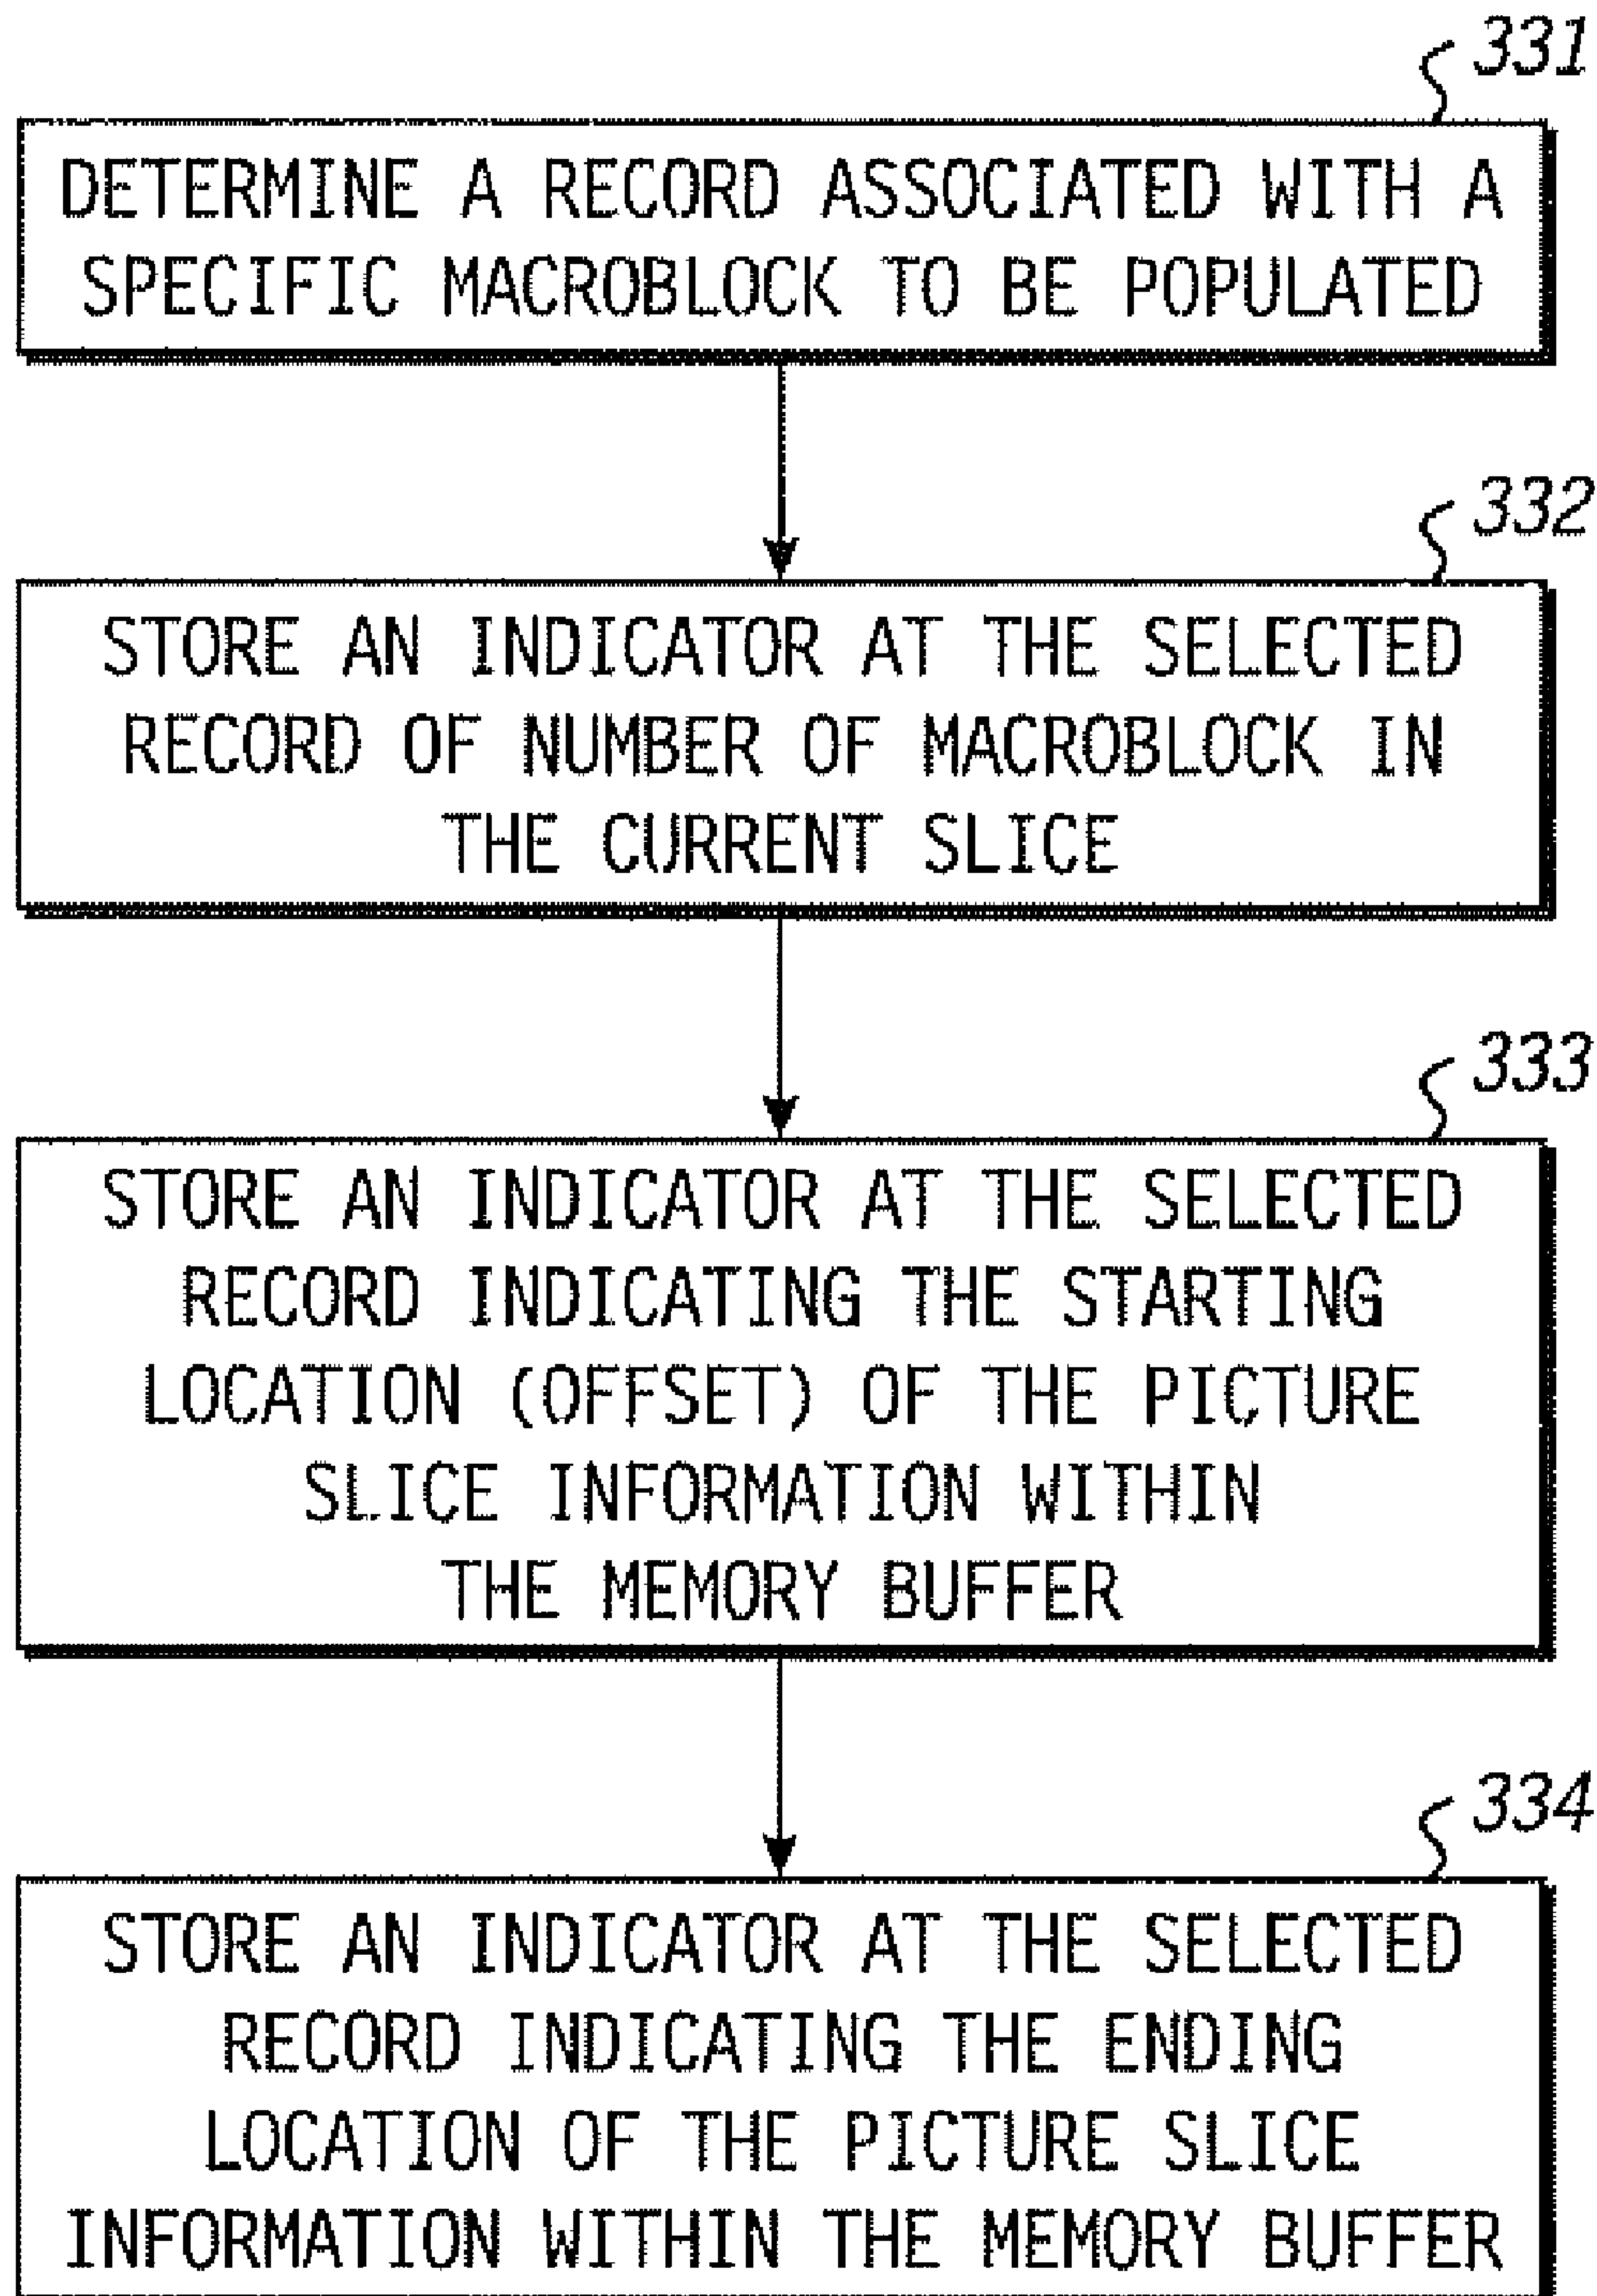 331
DETERMINE A RECORD ASSOCIATED WITH A
SPECIFIC MACROBLOCK TO BE POPULATED
332
STORE AN INDICATOR AT THE SELECTED
RECORD OF NUMBER OF MACROBLOCK IN
THE CURRENT SLICE
333
STORE AN INDICATOR AT THE SELECTED
RECORD INDICATING THE STARTING
LOCATION (OFFSET) OF THE PICTURE
SLICE INFORMATION WITHIN
THE MEMORY BUFFER
334
STORE AN INDICATOR AT THE SELECTED
RECORD INDICATING THE ENDING
LOCATION OF THE PICTURE SLICE
INFORMATION WITHIN THE MEMORY BUFFER